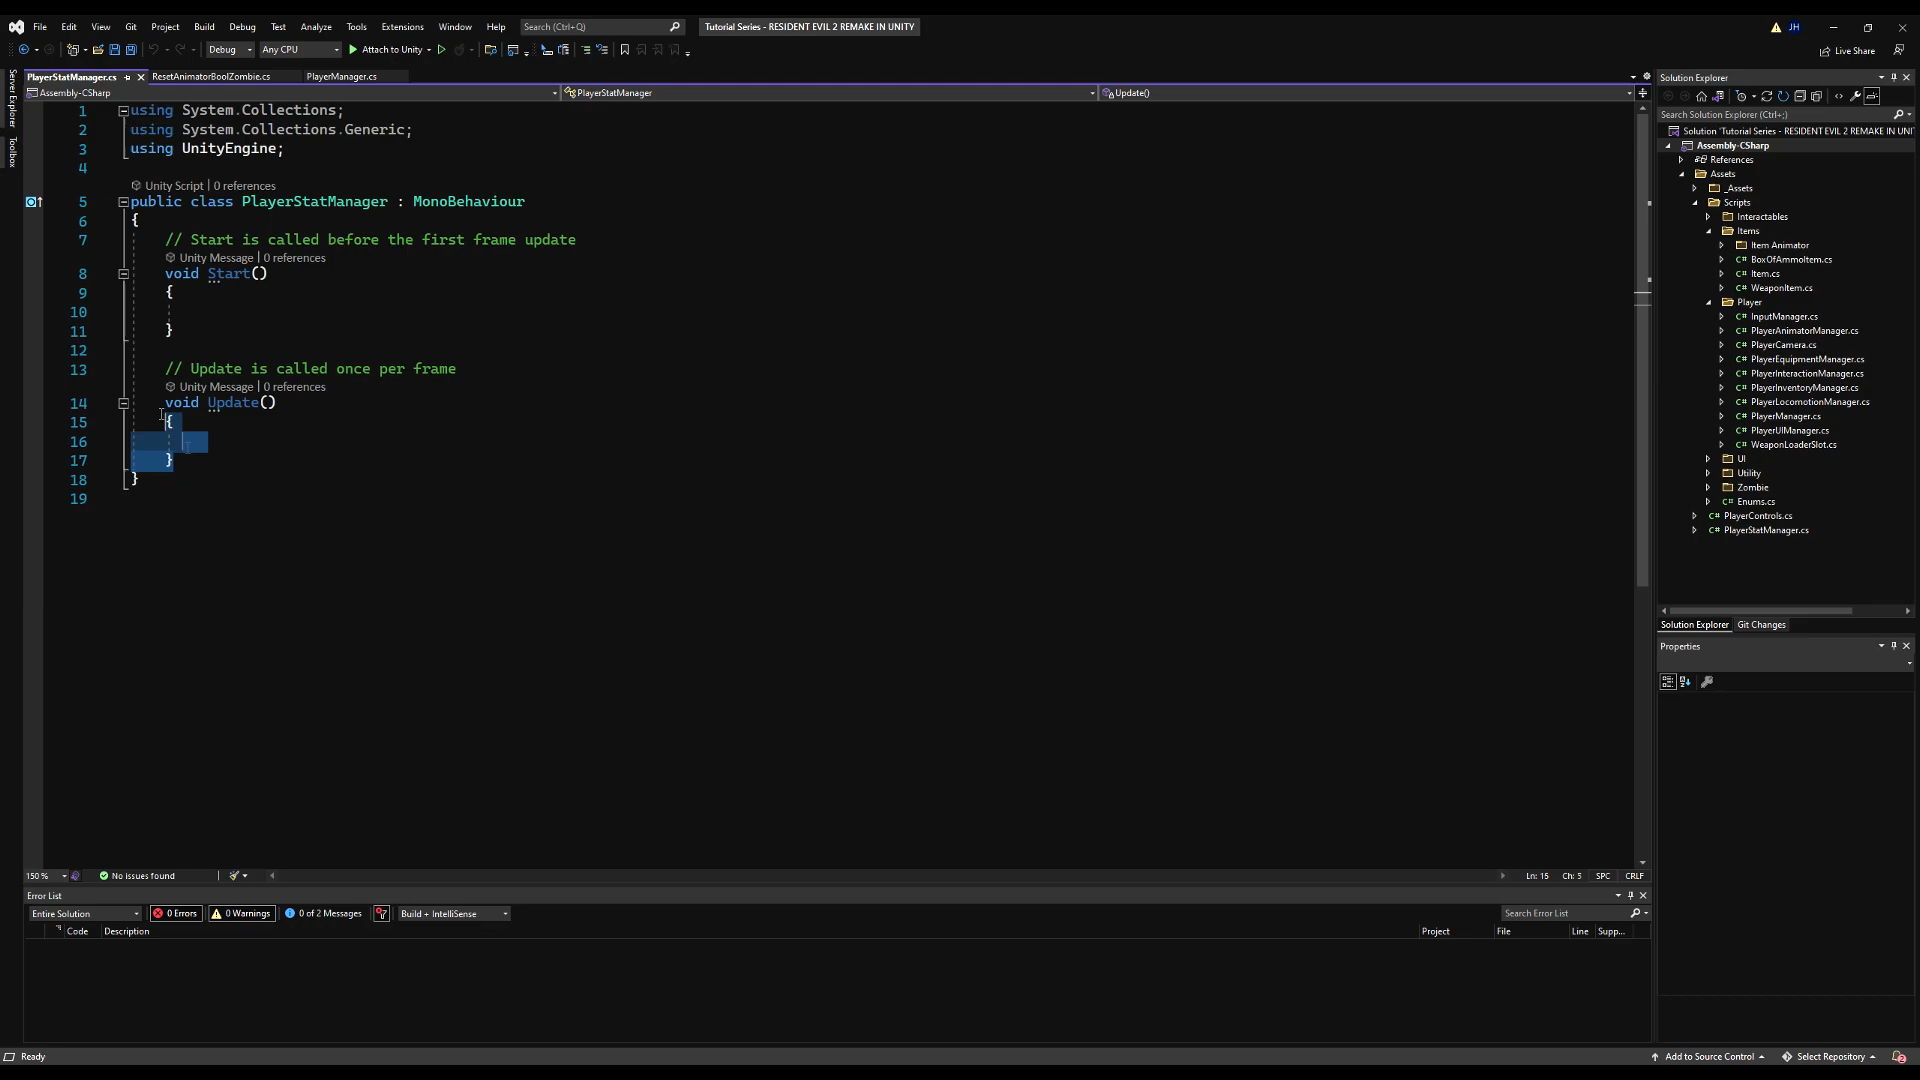 File Edit View Git Project Build Debug Test Analyze Tools Extensions Window Help Search (Ctrl+Q) Tutorial Series - RESIDENT EVIL 2 REMAKE IN UNITY JH
Debug Any CPU Attach to Unity Live Share
Server Explorer
Toolbox
PlayerStatManager.cs ResetAnimatorBoolZombie.cs PlayerManager.cs
Assembly-CSharp PlayerStatManager Update()
1 using System.Collections;
2 using System.Collections.Generic;
3 using UnityEngine;
4
Unity Script | 0 references
5 public class PlayerStatManager : MonoBehaviour
6 {
7 // Start is called before the first frame update
Unity Message | 0 references
8 void Start()
9 {
10
11 }
12
13 // Update is called once per frame
Unity Message | 0 references
14 void Update()
15 {
16
17 }
18 }
19
150 % No issues found Ln: 15 Ch: 5 SPC CRLF
Error List
Entire Solution 0 Errors 0 Warnings 0 of 2 Messages Build + IntelliSense Search Error List
Code Description Project File Line Supp...
Solution Explorer
Search Solution Explorer (Ctrl+;)
Solution 'Tutorial Series - RESIDENT EVIL 2 REMAKE IN UNI
Assembly-CSharp
References
Assets
_Assets
Scripts
Interactables
Items
Item Animator
BoxOfAmmoItem.cs
Item.cs
WeaponItem.cs
Player
InputManager.cs
PlayerAnimatorManager.cs
PlayerCamera.cs
PlayerEquipmentManager.cs
PlayerInteractionManager.cs
PlayerInventoryManager.cs
PlayerLocomotionManager.cs
PlayerManager.cs
PlayerUIManager.cs
WeaponLoaderSlot.cs
UI
Utility
Zombie
Enums.cs
PlayerControls.cs
PlayerStatManager.cs
Solution Explorer Git Changes
Properties
Ready Add to Source Control Select Repository 2